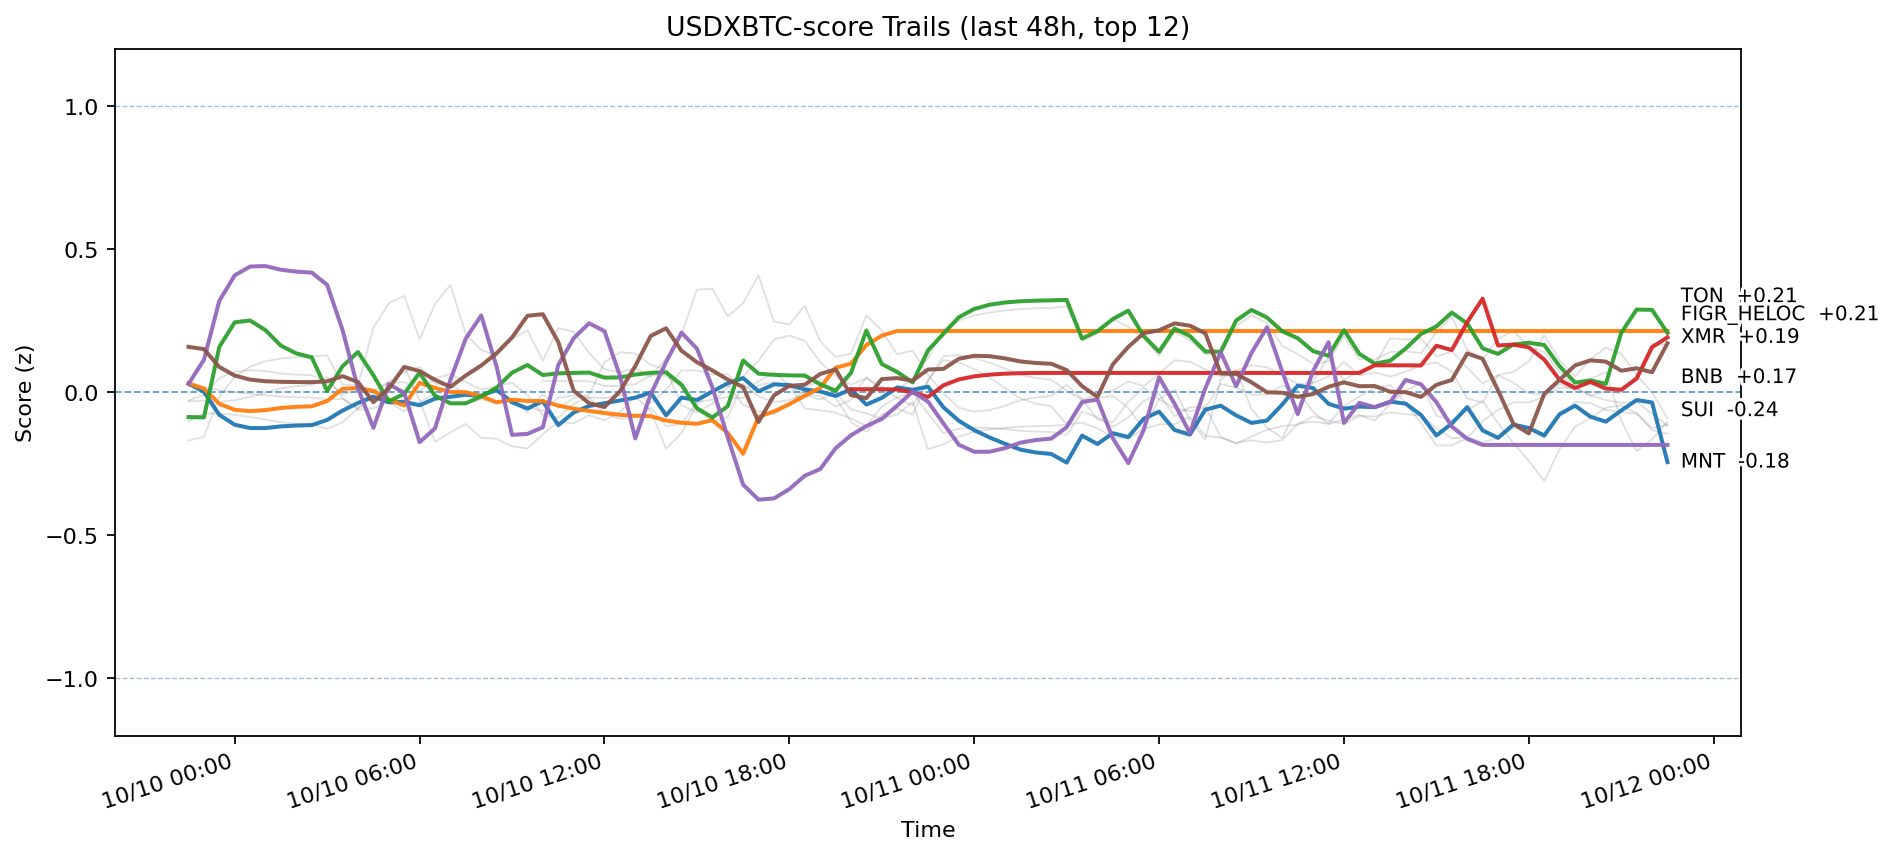 USDXBTC-score Trails (last 48h, top 12)
1.0
0.5
0.0
−0.5
−1.0
Score (z)
TON +0.21
FIGR_HELOC +0.21
XMR +0.19
BNB +0.17
SUI -0.24
MNT -0.18
10/10 00:00
10/10 06:00
10/10 12:00
10/10 18:00
10/11 00:00
10/11 06:00
10/11 12:00
10/11 18:00
10/12 00:00
Time